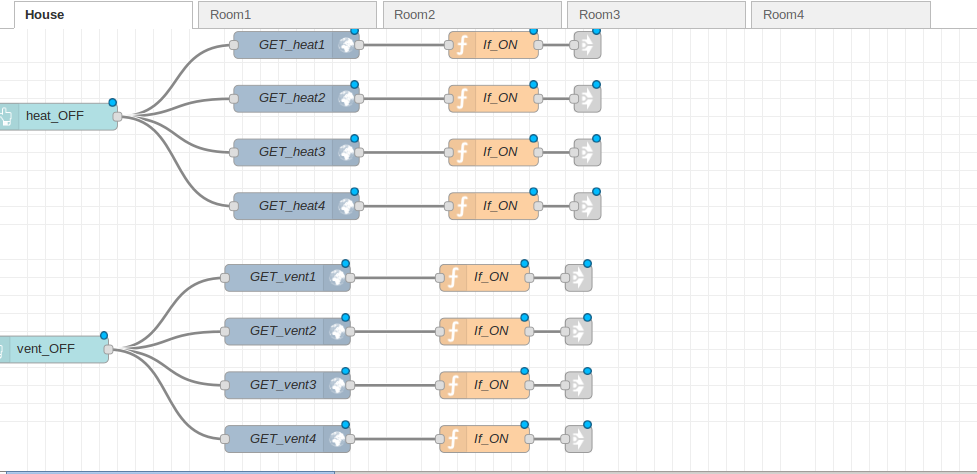 House Room1 Room2 Room3 Room4
GET_heat1 If_ON
GET_heat2 If_ON
heat_OFF
GET_heat3 If_ON
GET_heat4 If_ON
GET_vent1 If_ON
GET_vent2 If_ON
vent_OFF
GET_vent3 If_ON
GET_vent4 If_ON